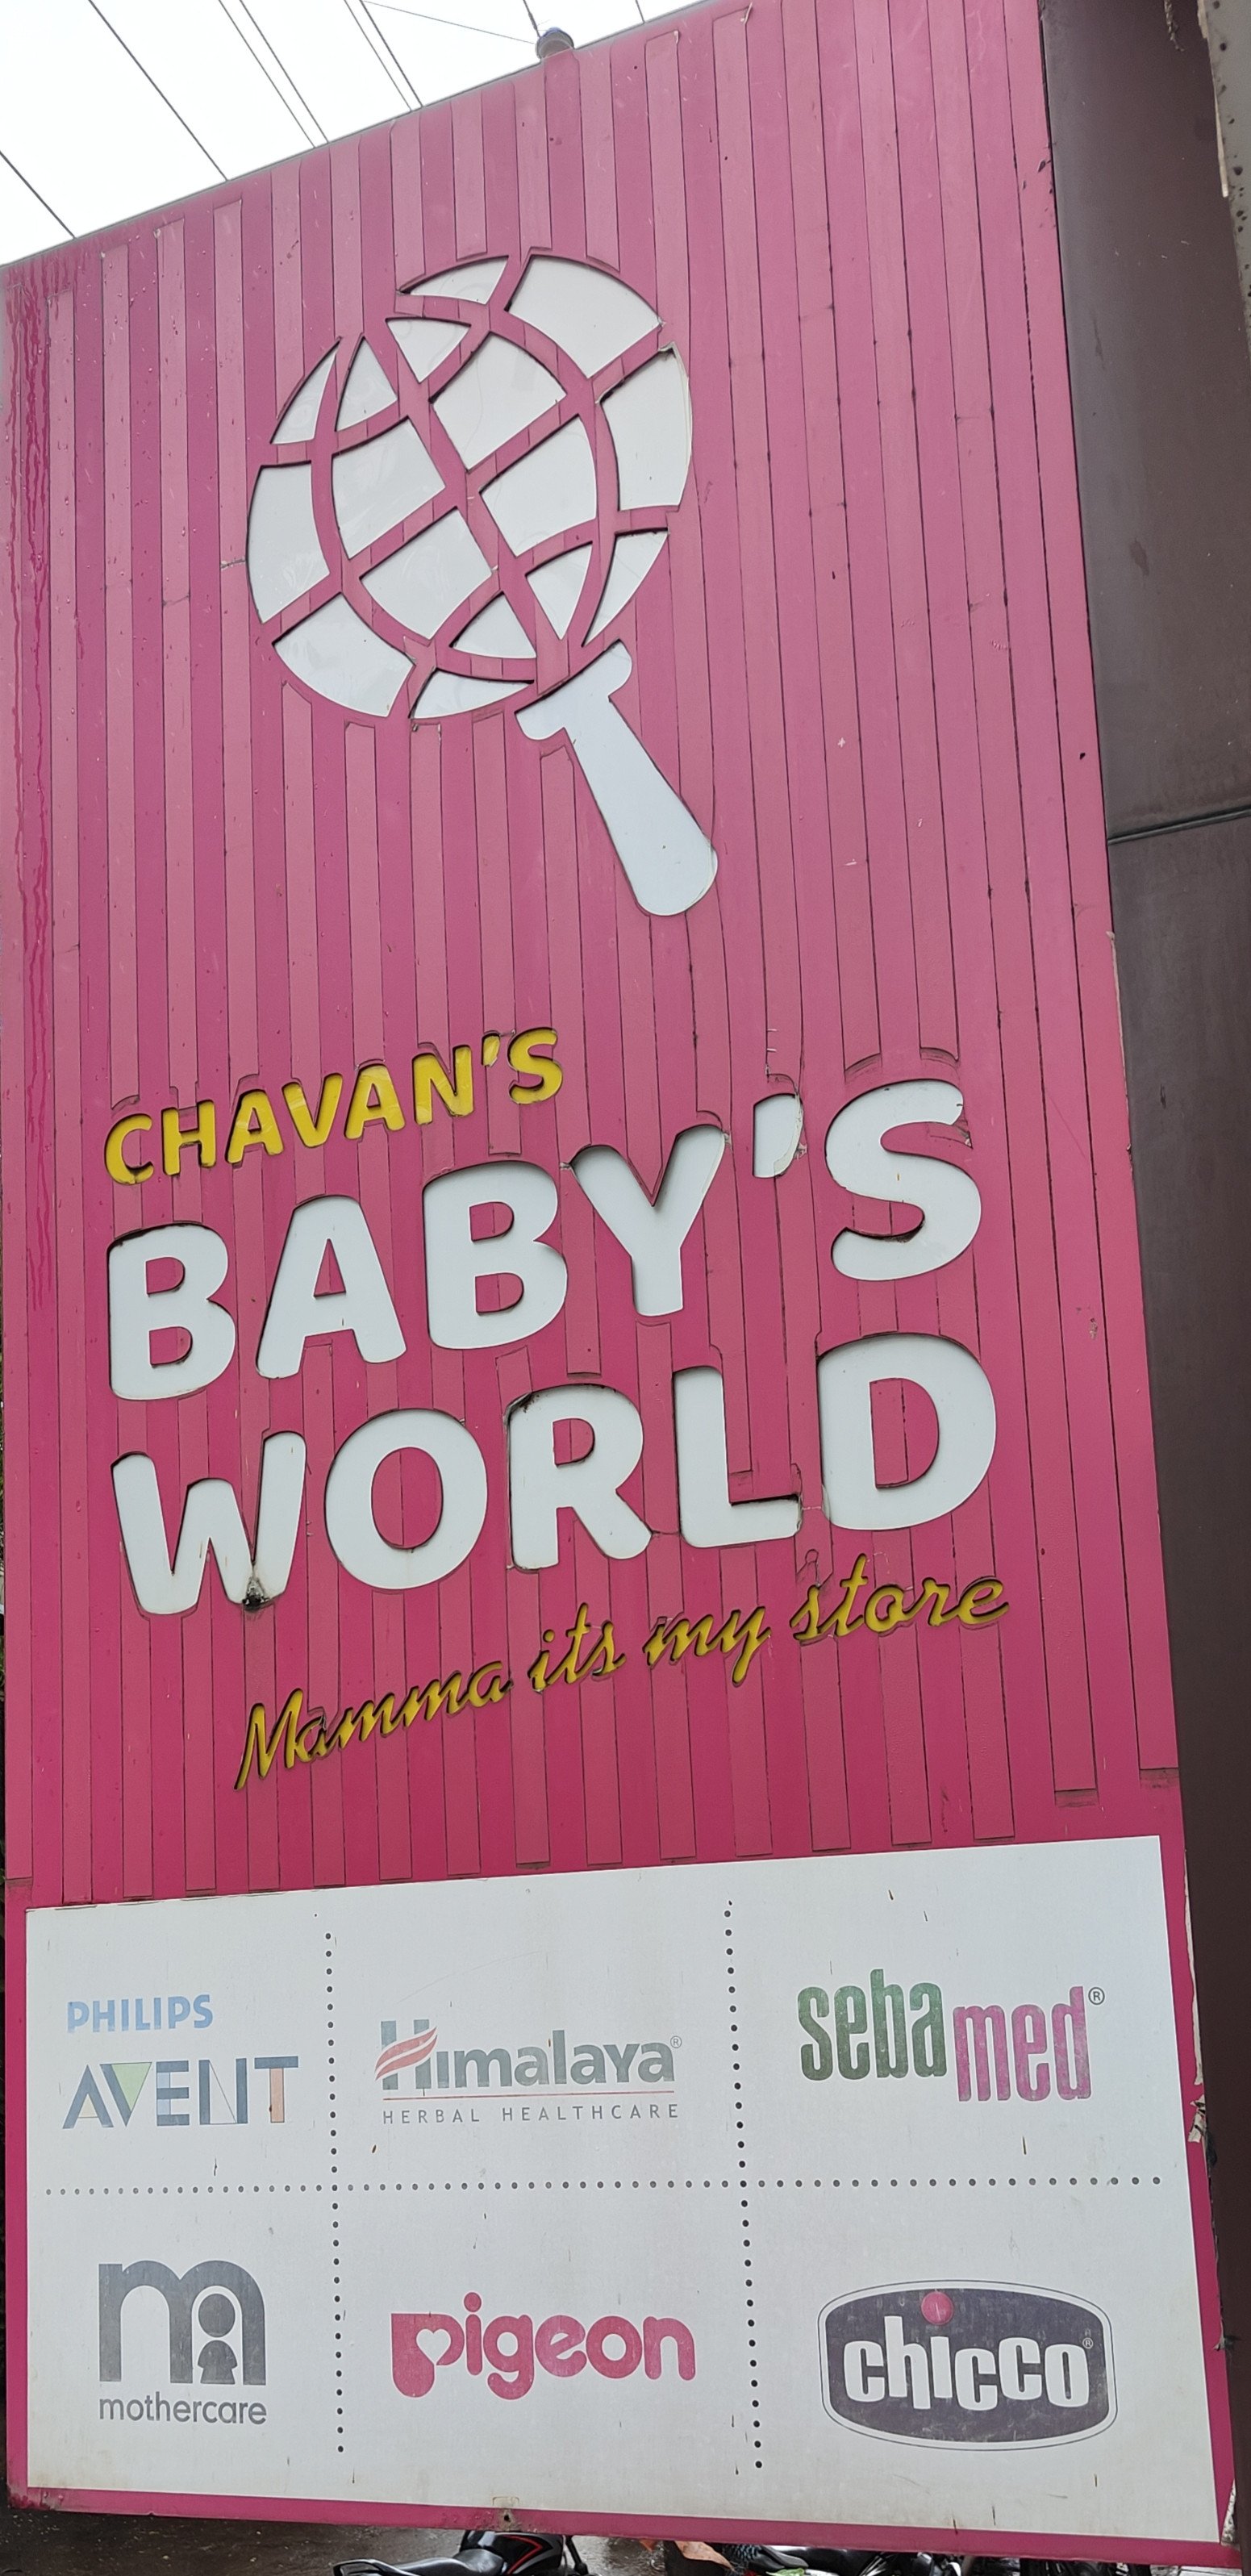 CHAVAN'S
BABY'S
WORLD
Mamma its my store
PHILIPS
AVENT
Himalaya®
HERBAL HEALTHCARE
sebamed®
mothercare
pigeon
chicco®